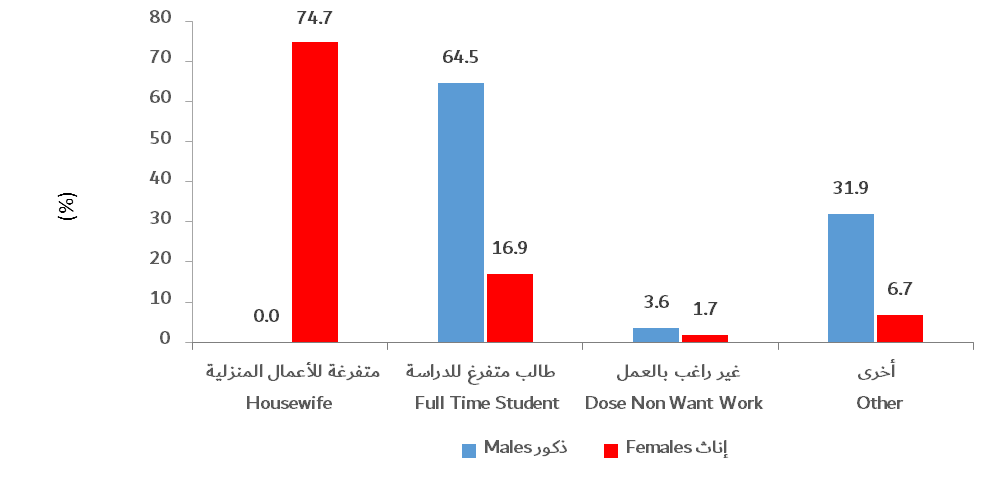 80
70
60
50
40
30
20
10
0
(%)
74.7
64.5
31.9
16.9
6.7
3.6
1.7
0.0
متفرغة للأعمال المنزلية
Housewife
طالب متفرغ للدراسة
Full Time Student
غير راغب بالعمل
Dose Non Want Work
أخرى
Other
Males ذكور
Females إناث